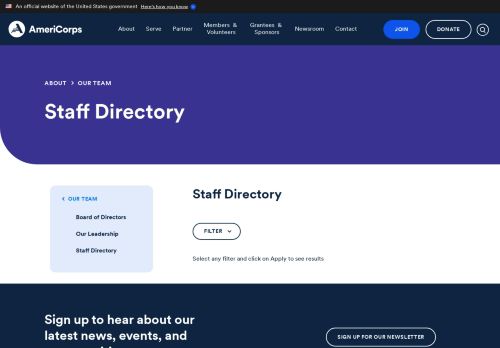 An official website of the United States government Here's how you know
AmeriCorps
About Serve Partner Members & Volunteers Grantees & Sponsors Newsroom Contact
JOIN
DONATE
ABOUT > OUR TEAM
Staff Directory
< OUR TEAM
Board of Directors
Our Leadership
Staff Directory
Staff Directory
FILTER
Select any filter and click on Apply to see results
Sign up to hear about our
latest news, events, and
SIGN UP FOR OUR NEWSLETTER